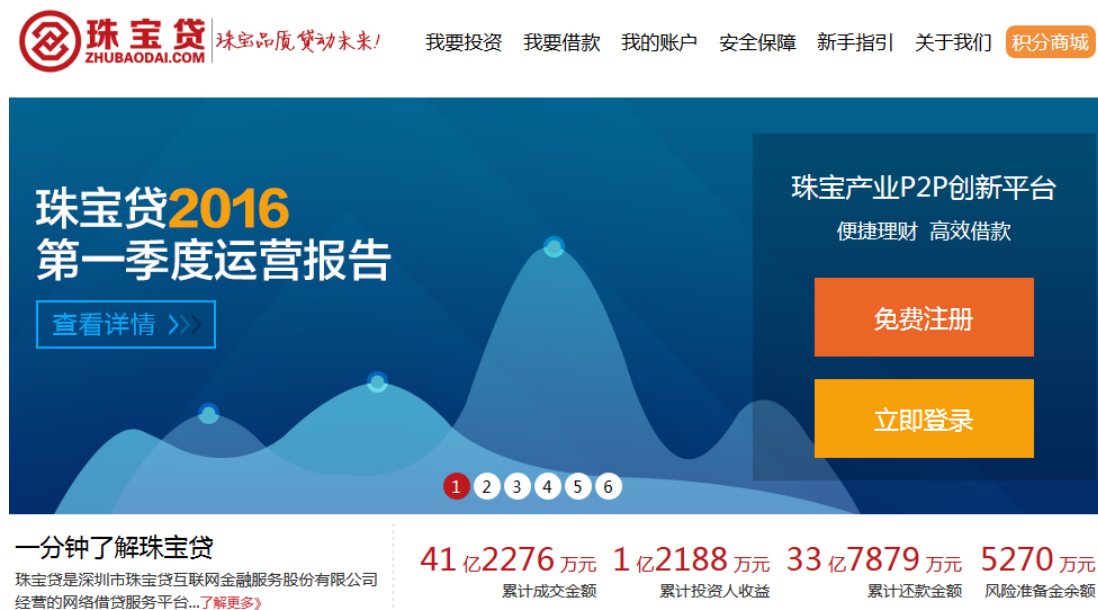 珠宝贷
ZHUBAODAI.COM
珠宝品质 贷动未来!
我要投资 我要借款 我的账户 安全保障 新手指引 关于我们 积分商城
珠宝贷2016
第一季度运营报告
查看详情
珠宝产业P2P创新平台
便捷理财 高效借款
免费注册
立即登录
1 2 3 4 5 6
一分钟了解珠宝贷
珠宝贷是深圳市珠宝贷互联网金融服务股份有限公司
经营的网络借贷服务平台...了解更多》
41亿2276万元 1亿2188万元 33亿7879万元 5270万元
累计成交金额 累计投资人收益 累计还款金额 风险准备金余额